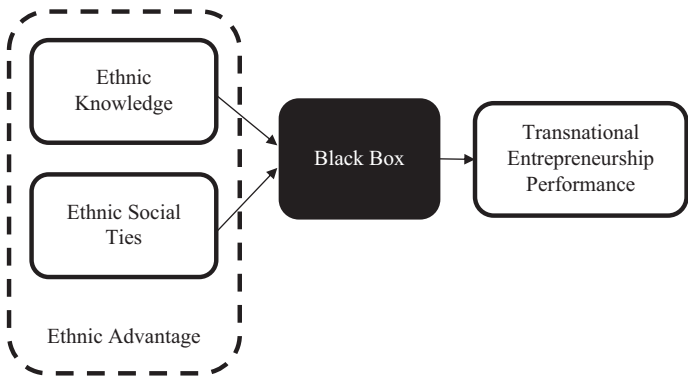 Ethnic
Knowledge
Ethnic Social
Ties
Ethnic Advantage
Black Box
Transnational
Entrepreneurship
Performance